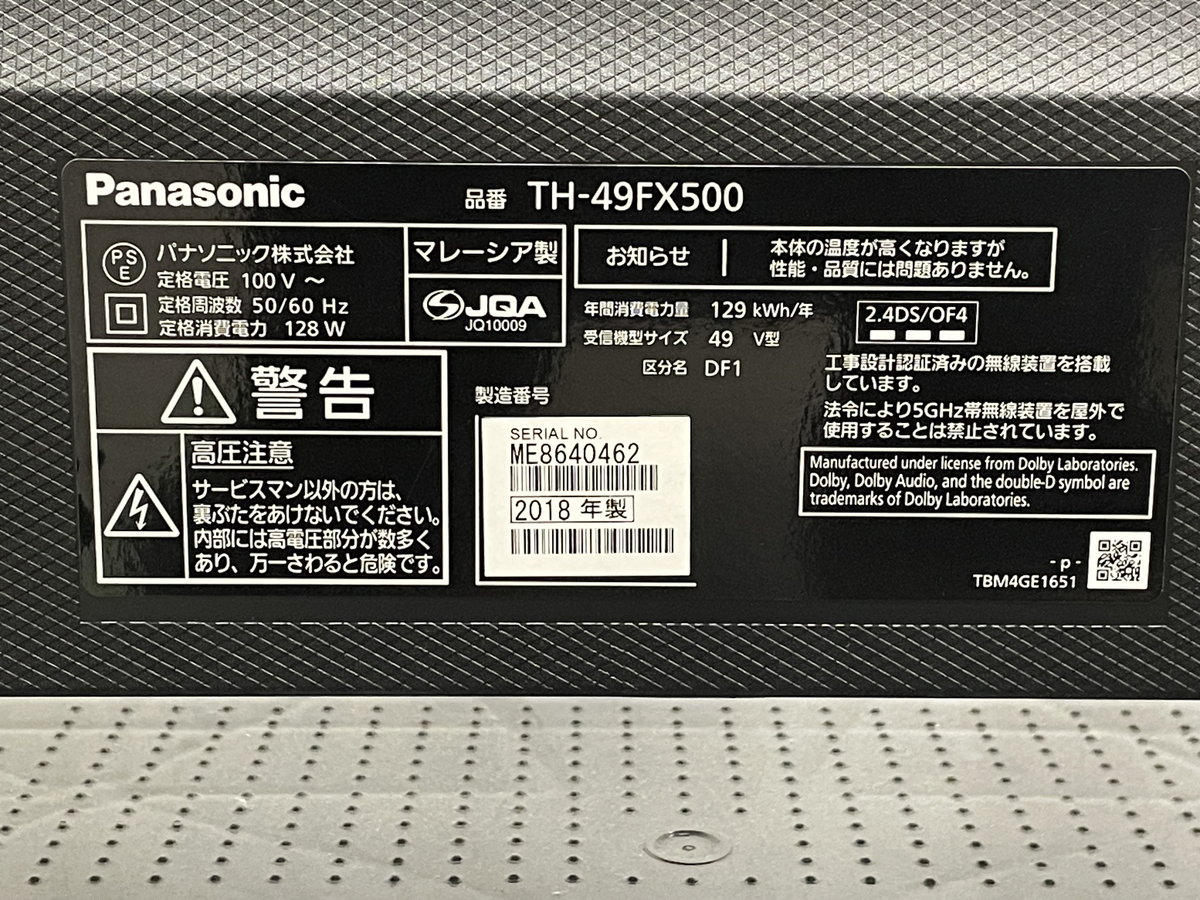 Panasonic
品番 TH-49FX500
PS
E
パナソニック株式会社
定格電圧 100 V ～
定格周波数 50/60 Hz
定格消費電力 128 W
マレーシア製
JQA
JQ10009
お知らせ
本体の温度が高くなりますが
性能・品質には問題ありません。
年間消費電力量 129 kWh/年
受信機型サイズ 49 V型
区分名 DF1
2.4DS/OF4
工事設計認証済みの無線装置を搭載
しています。
法令により5GHz帯無線装置を屋外で
使用することは禁止されています。
警告
高圧注意
サービスマン以外の方は、
裏ぶたをあけないでください。
内部には高電圧部分が数多く
あり、万一さわると危険です。
製造番号
SERIAL NO.
ME8640462
2018 年製
Manufactured under license from Dolby Laboratories.
Dolby, Dolby Audio, and the double-D symbol are
trademarks of Dolby Laboratories.
- p -
TBM4GE1651